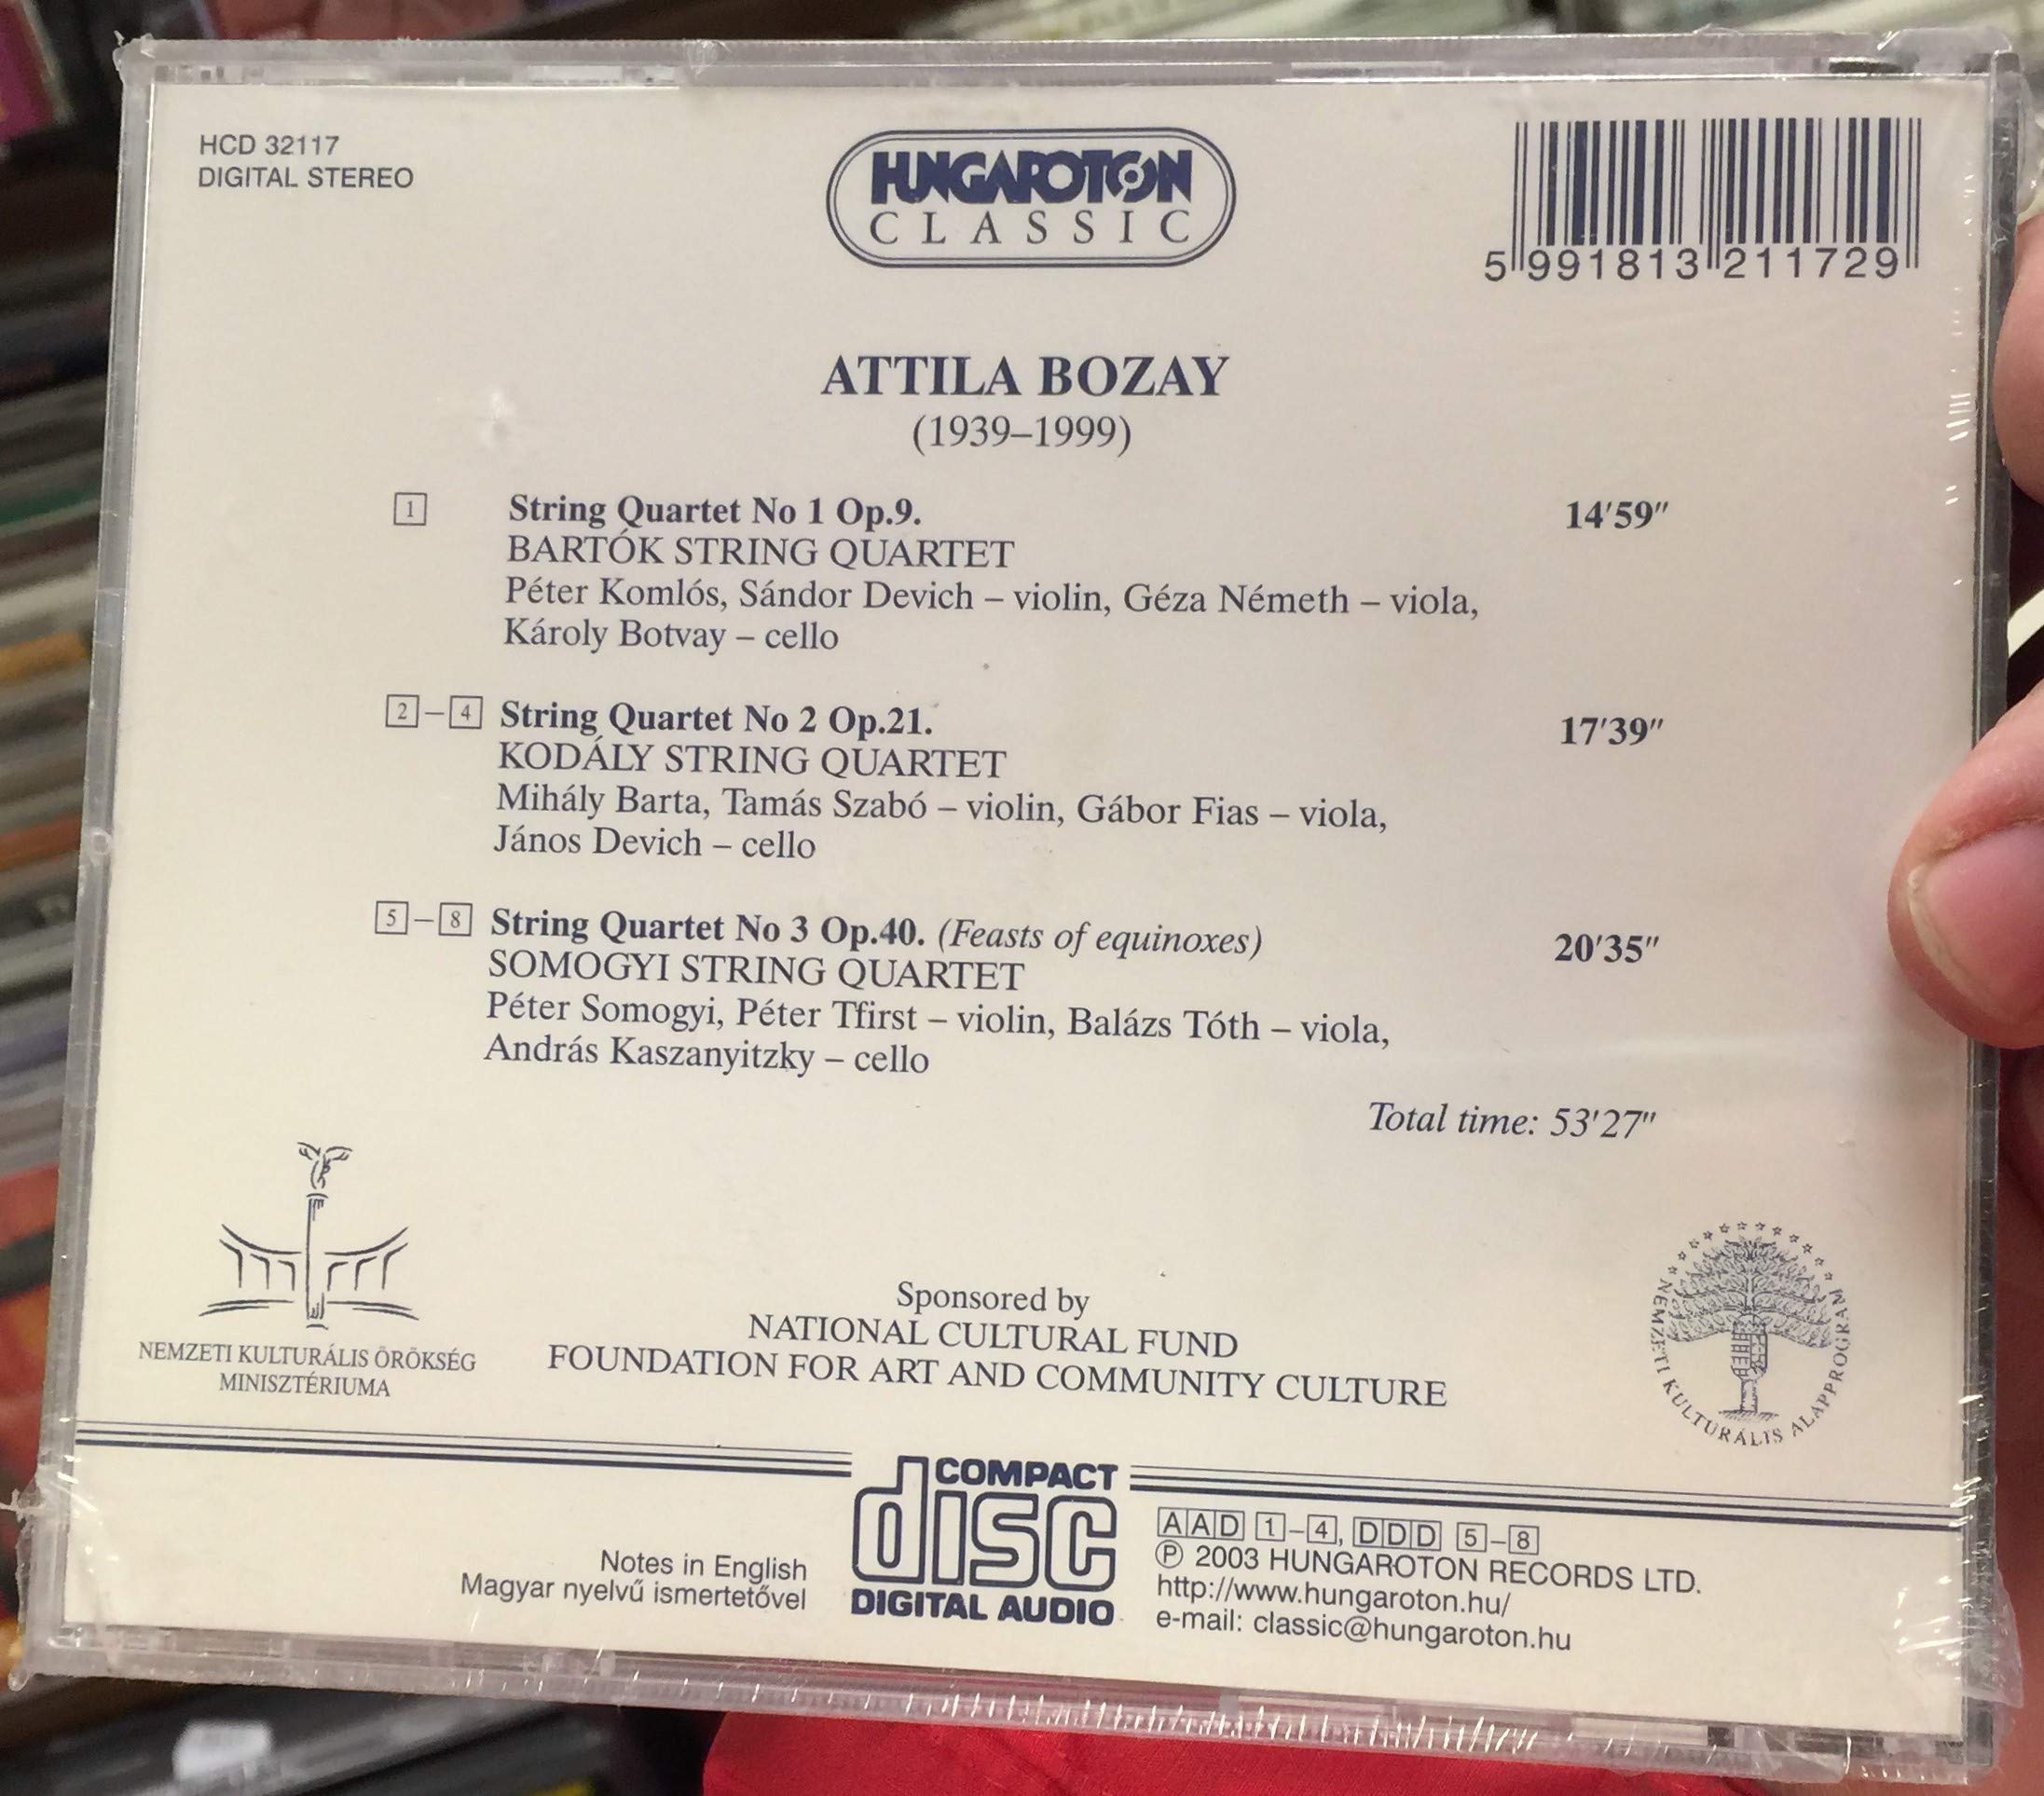 HCD 32117
DIGITAL STEREO
HUNGAROTON
CLASSIC
5 991813 211729
ATTILA BOZAY
(1939–1999)
1 String Quartet No 1 Op.9. 14'59"
BARTÓK STRING QUARTET
Péter Komlós, Sándor Devich – violin, Géza Németh – viola,
Károly Botvay – cello
2–4 String Quartet No 2 Op.21. 17'39"
KODÁLY STRING QUARTET
Mihály Barta, Tamás Szabó – violin, Gábor Fias – viola,
János Devich – cello
5–8 String Quartet No 3 Op.40. (Feasts of equinoxes) 20'35"
SOMOGYI STRING QUARTET
Péter Somogyi, Péter Tfirst – violin, Balázs Tóth – viola,
András Kaszanyitzky – cello
Total time: 53'27"
NEMZETI KULTURÁLIS ÖRÖKSÉG
MINISZTÉRIUMA
Sponsored by
NATIONAL CULTURAL FUND
FOUNDATION FOR ART AND COMMUNITY CULTURE
NEMZETI KULTURÁLIS ALAPPROGRAM
Notes in English
Magyar nyelvű ismertetővel
COMPACT
disc
DIGITAL AUDIO
AAD 1–4, DDD 5–8
Ⓟ 2003 HUNGAROTON RECORDS LTD.
http://www.hungaroton.hu/
e-mail: classic@hungaroton.hu